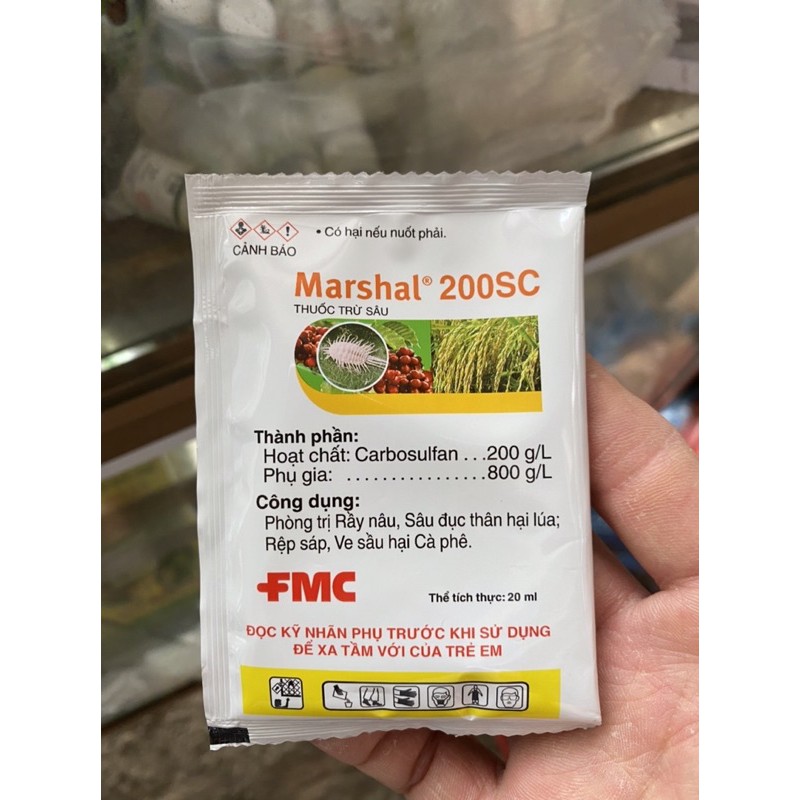 • Có hại nếu nuốt phải.
CẢNH BÁO
Marshal® 200SC
THUỐC TRỪ SÂU
Thành phần:
Hoạt chất: Carbosulfan ...200 g/L
Phụ gia: ................800 g/L
Công dụng:
Phòng trị Rầy nâu, Sâu đục thân hại lúa;
Rệp sáp, Ve sầu hại Cà phê.
FMC
Thể tích thực: 20 ml
ĐỌC KỸ NHÃN PHỤ TRƯỚC KHI SỬ DỤNG
ĐỂ XA TẦM VỚI CỦA TRẺ EM